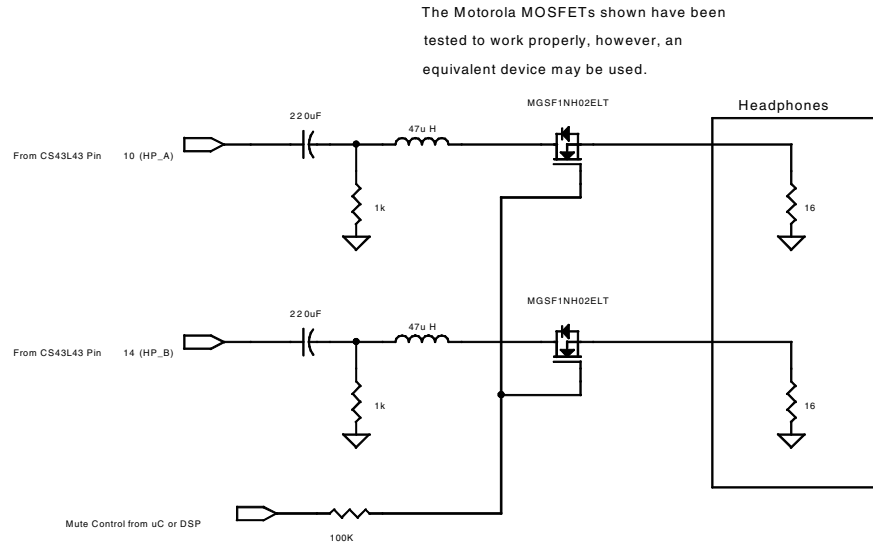 The Motorola MOSFETs shown have been
tested to work properly, however, an
equivalent device may be used.
MGSF1NH02ELT
Headphones
220uF
47u H
From CS43L43 Pin 10 (HP_A)
1k
16
MGSF1NH02ELT
220uF
47u H
From CS43L43 Pin 14 (HP_B)
1k
16
Mute Control from uC or DSP
100K